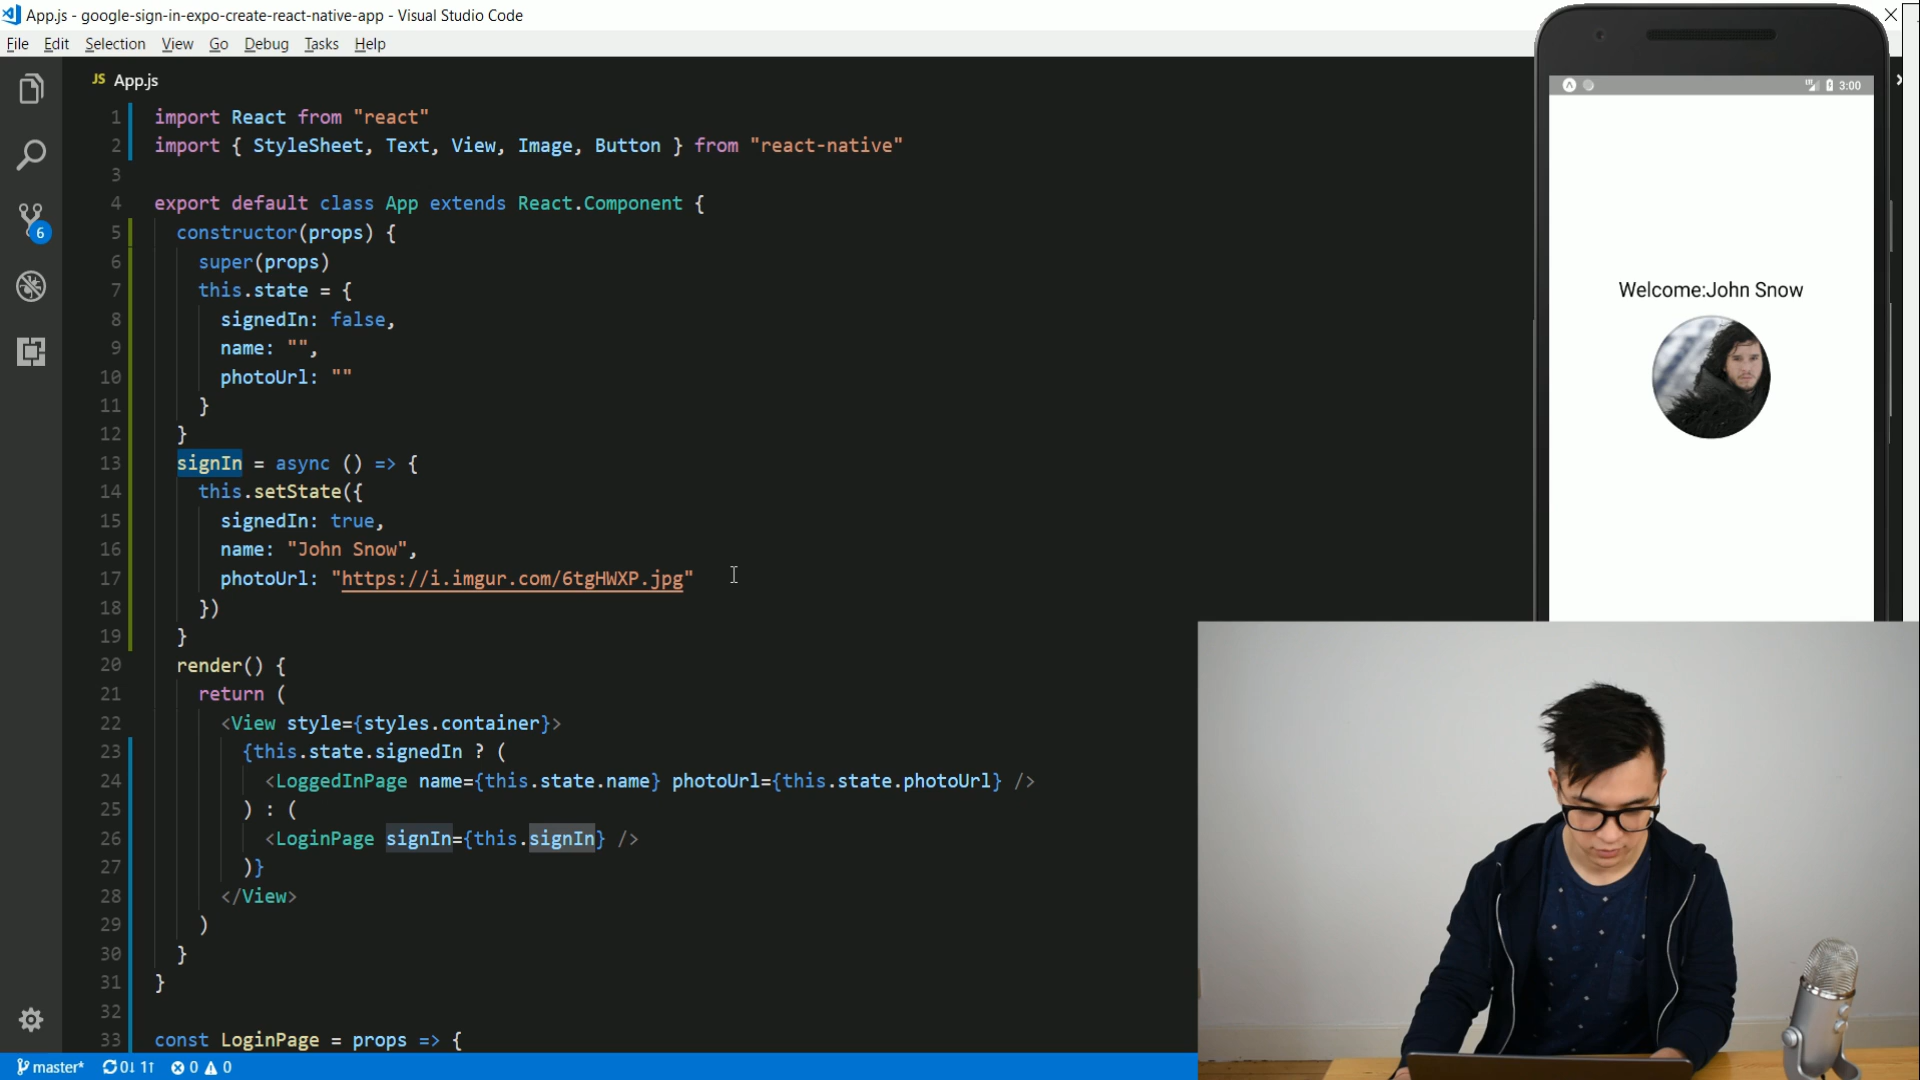 App.js - google-sign-in-expo-create-react-native-app - Visual Studio Code
File Edit Selection View Go Debug Tasks Help
JS App.js
1 import React from "react"
2 import { StyleSheet, Text, View, Image, Button } from "react-native"
3
4 export default class App extends React.Component {
5 constructor(props) {
6 super(props)
7 this.state = {
8 signedIn: false,
9 name: "",
10 photoUrl: ""
11 }
12 }
13 signIn = async () => {
14 this.setState({
15 signedIn: true,
16 name: "John Snow",
17 photoUrl: "https://i.imgur.com/6tgHWXP.jpg"
18 })
19 }
20 render() {
21 return (
22 <View style={styles.container}>
23 {this.state.signedIn ? (
24 <LoggedInPage name={this.state.name} photoUrl={this.state.photoUrl} />
25 ) : (
26 <LoginPage signIn={this.signIn} />
27 )}
28 </View>
29 )
30 }
31 }
32
33 const LoginPage = props => {
6
master* 0↓ 1↑ 0 0
LTE 3:00
Welcome:John Snow